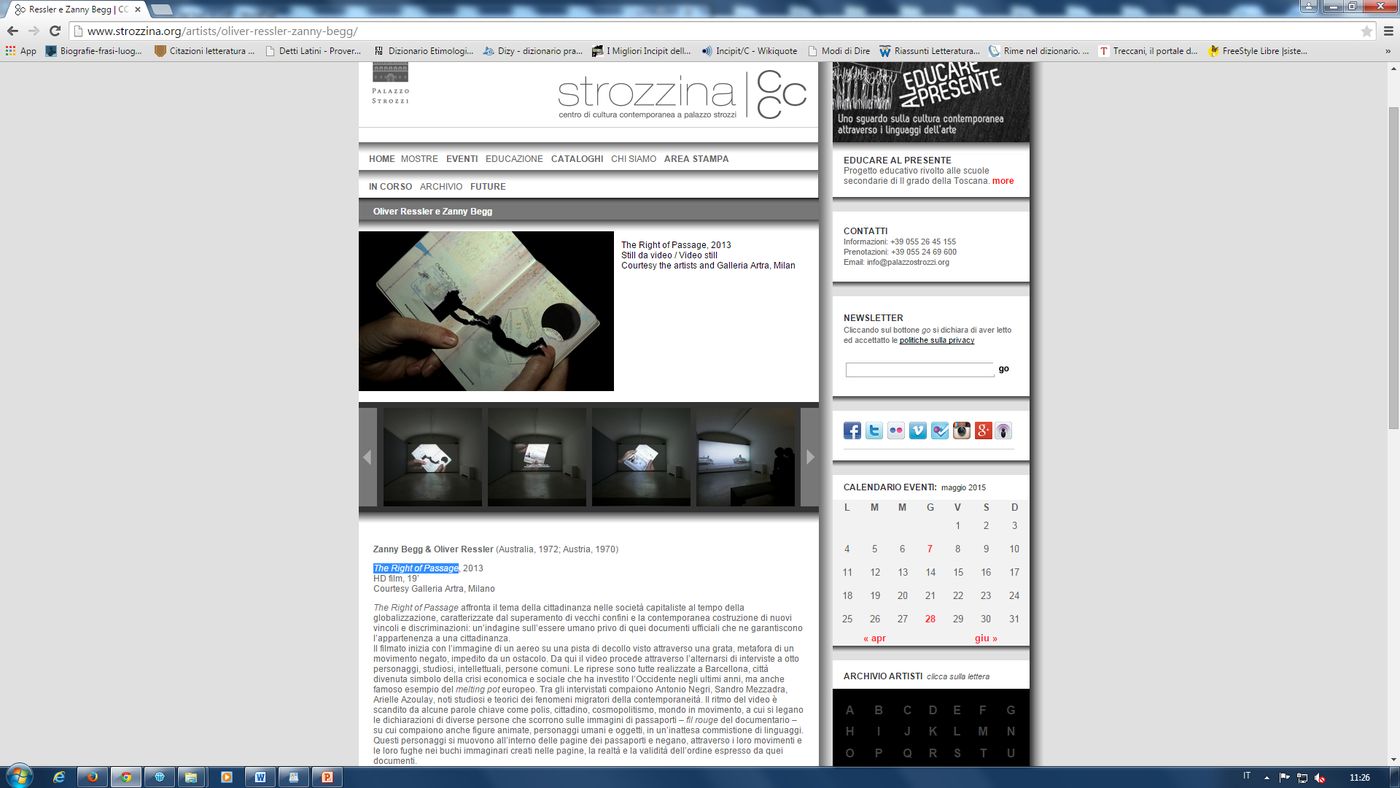 Ressler e Zanny Begg | CC
www.strozzina.org/artists/oliver-ressler-zanny-begg/
App
Biografie-frasi-luog...
Citazioni letteratura ...
Detti Latini - Prover...
Dizionario Etimologi...
Dizy - dizionario pra...
I Migliori Incipit dell...
Incipit/C - Wikiquote
Modi di Dire
Riassunti Letteratura...
Rime nel dizionario. ...
Treccani, il portale d...
FreeStyle Libre |siste...
»
PALAZZO
STROZZI
strozzina
CCC
centro di cultura contemporanea a palazzo strozzi
HOME MOSTRE EVENTI EDUCAZIONE CATALOGHI CHI SIAMO AREA STAMPA
IN CORSO ARCHIVIO FUTURE
Oliver Ressler e Zanny Begg
The Right of Passage, 2013
Still da video / Video still
Courtesy the artists and Galleria Artra, Milan
Zanny Begg & Oliver Ressler (Australia, 1972; Austria, 1970)
The Right of Passage, 2013
HD film, 19'
Courtesy Galleria Artra, Milano
The Right of Passage affronta il tema della cittadinanza nelle società capitaliste al tempo della
globalizzazione, caratterizzate dal superamento di vecchi confini e la contemporanea costruzione di nuovi
vincoli e discriminazioni: un'indagine sull'essere umano privo di quei documenti ufficiali che ne garantiscono
l'appartenenza a una cittadinanza.
Il filmato inizia con l'immagine di un aereo su una pista di decollo visto attraverso una grata, metafora di un
movimento negato, impedito da un ostacolo. Da qui il video procede attraverso l'alternarsi di interviste a otto
personaggi, studiosi, intellettuali, persone comuni. Le riprese sono tutte realizzate a Barcellona, città
divenuta simbolo della crisi economica e sociale che ha investito l'Occidente negli ultimi anni, ma anche
famoso esempio del melting pot europeo. Tra gli intervistati compaiono Antonio Negri, Sandro Mezzadra,
Arielle Azoulay, noti studiosi e teorici dei fenomeni migratori della contemporaneità. Il ritmo del video è
scandito da alcune parole chiave come polis, cittadino, cosmopolitismo, mondo in movimento, a cui si legano
le dichiarazioni di diverse persone che scorrono sulle immagini di passaporti – fil rouge del documentario –
su cui compaiono anche figure animate, personaggi umani e oggetti, in un'inattesa commistione di linguaggi.
Questi personaggi si muovono all'interno delle pagine dei passaporti e negano, attraverso i loro movimenti e
le loro fughe nei buchi immaginari creati nelle pagine, la realtà e la validità dell'ordine espresso da quei
documenti.
EDUCARE
AL PRESENTE
Uno sguardo sulla cultura contemporanea
attraverso i linguaggi dell'arte
EDUCARE AL PRESENTE
Progetto educativo rivolto alle scuole
secondarie di II grado della Toscana. more
CONTATTI
Informazioni: +39 055 26 45 155
Prenotazioni: +39 055 24 69 600
Email: info@palazzostrozzi.org
NEWSLETTER
Cliccando sul bottone go si dichiara di aver letto
ed accettatto le politiche sulla privacy
go
CALENDARIO EVENTI: maggio 2015
L M M G V S D
1 2 3
4 5 6 7 8 9 10
11 12 13 14 15 16 17
18 19 20 21 22 23 24
25 26 27 28 29 30 31
« apr giu »
ARCHIVIO ARTISTI clicca sulla lettera
A B C D E F G
H I J K L M N
O P Q R S T U
IT
11:26